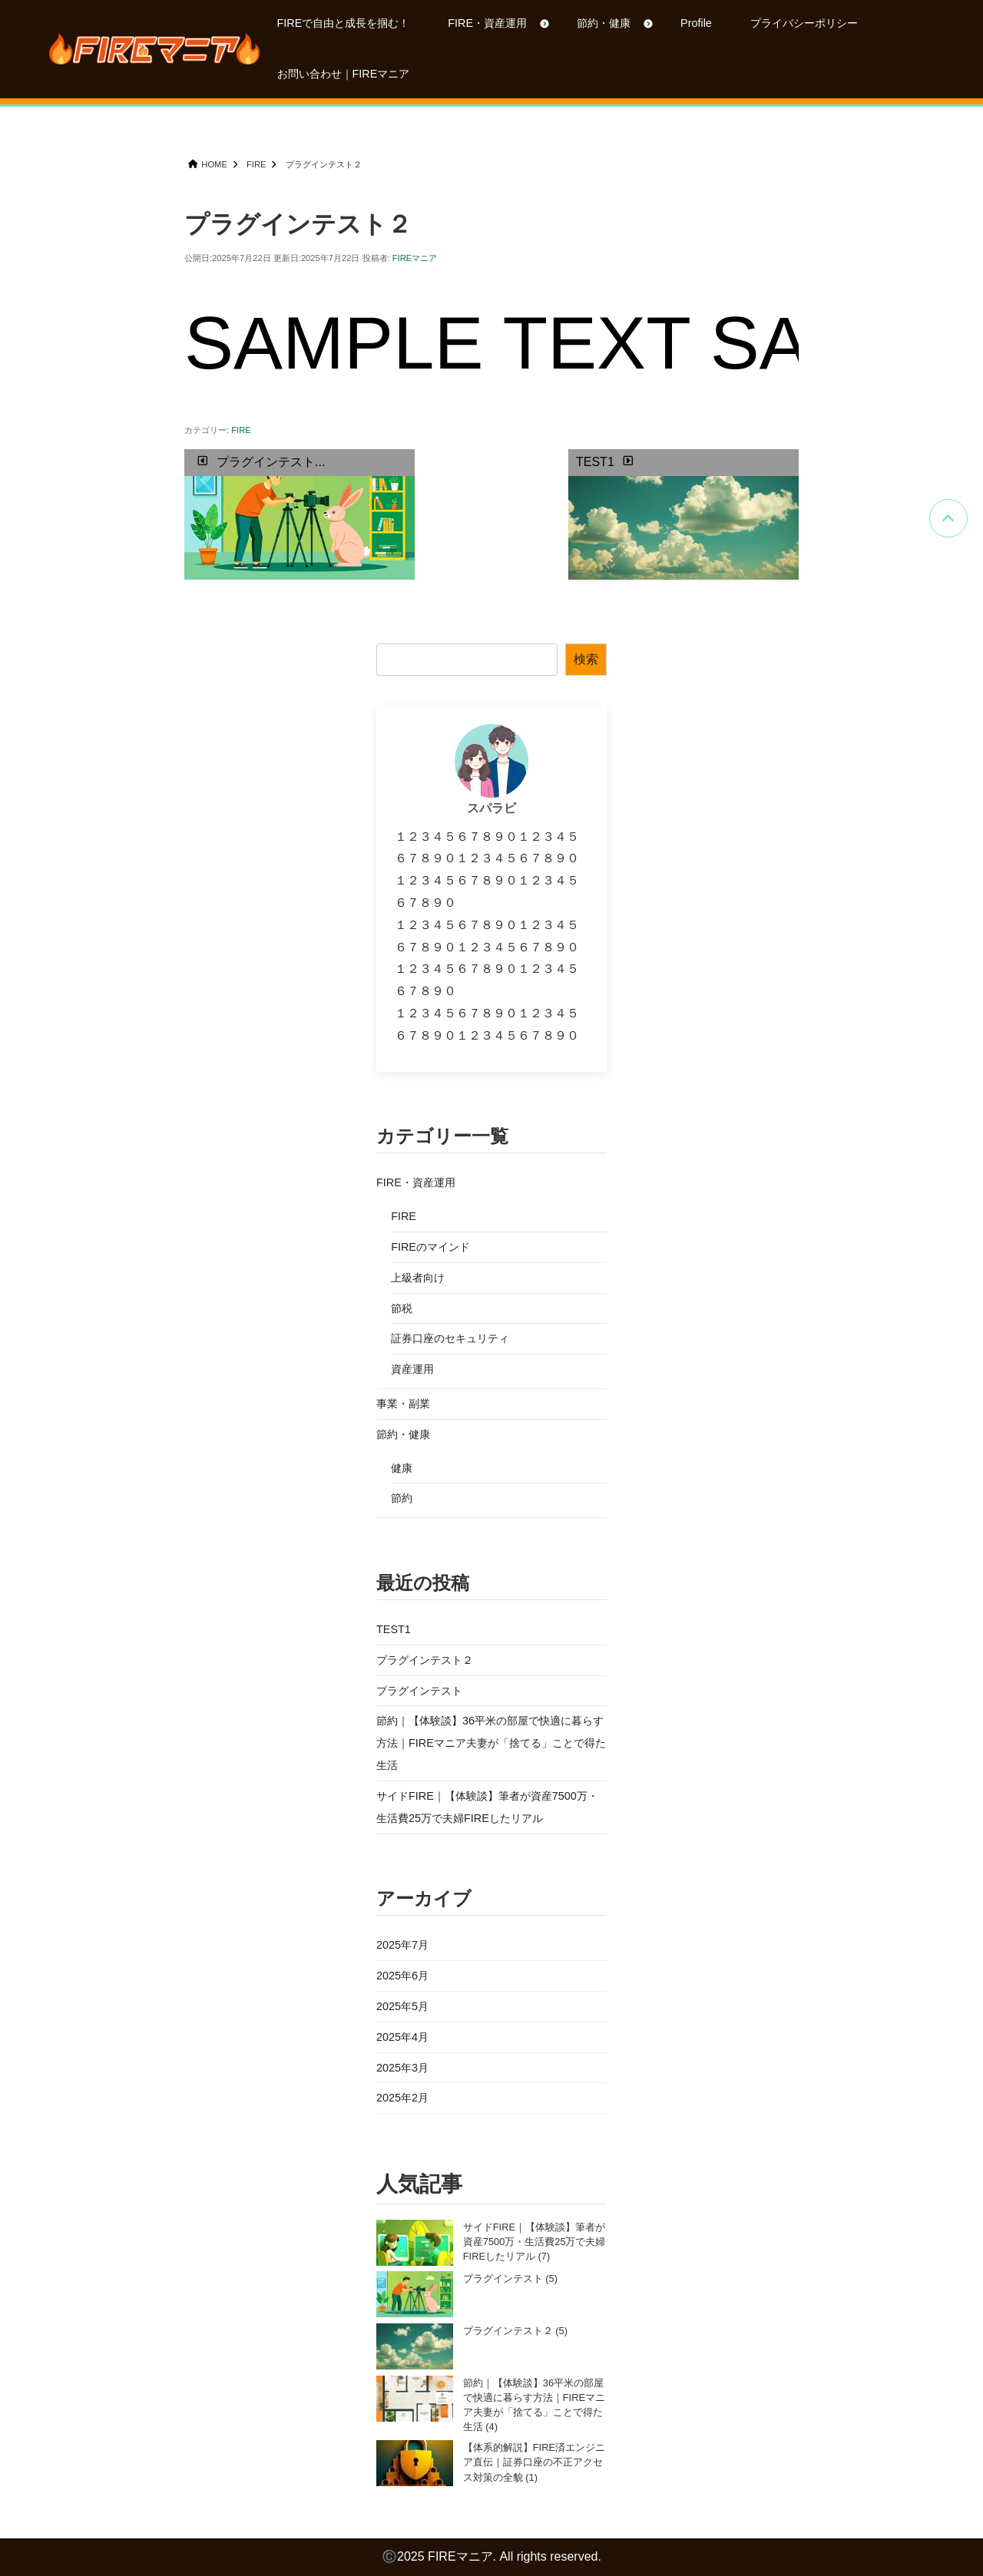 FIREマニア
FIREで自由と成長を掴む！
FIRE・資産運用
節約・健康
Profile
プライバシーポリシー
お問い合わせ｜FIREマニア
HOME
FIRE
プラグインテスト２
プラグインテスト２
公開日:2025年7月22日 更新日:2025年7月22日 投稿者: FIREマニア
SAMPLE TEXT SA
カテゴリー: FIRE
プラグインテスト...
TEST1
検索
スパラビ
１２３４５６７８９０１２３４５
６７８９０１２３４５６７８９０
１２３４５６７８９０１２３４５
６７８９０
１２３４５６７８９０１２３４５
６７８９０１２３４５６７８９０
１２３４５６７８９０１２３４５
６７８９０
１２３４５６７８９０１２３４５
６７８９０１２３４５６７８９０
カテゴリー一覧
FIRE・資産運用
FIRE
FIREのマインド
上級者向け
節税
証券口座のセキュリティ
資産運用
事業・副業
節約・健康
健康
節約
最近の投稿
TEST1
プラグインテスト２
プラグインテスト
節約｜【体験談】36平米の部屋で快適に暮らす
方法｜FIREマニア夫妻が「捨てる」ことで得た
生活
サイドFIRE｜【体験談】筆者が資産7500万・
生活費25万で夫婦FIREしたリアル
アーカイブ
2025年7月
2025年6月
2025年5月
2025年4月
2025年3月
2025年2月
人気記事
サイドFIRE｜【体験談】筆者が
資産7500万・生活費25万で夫婦
FIREしたリアル (7)
プラグインテスト (5)
プラグインテスト２ (5)
節約｜【体験談】36平米の部屋
で快適に暮らす方法｜FIREマニ
ア夫妻が「捨てる」ことで得た
生活 (4)
【体系的解説】FIRE済エンジニ
ア直伝｜証券口座の不正アクセ
ス対策の全貌 (1)
©2025 FIREマニア. All rights reserved.